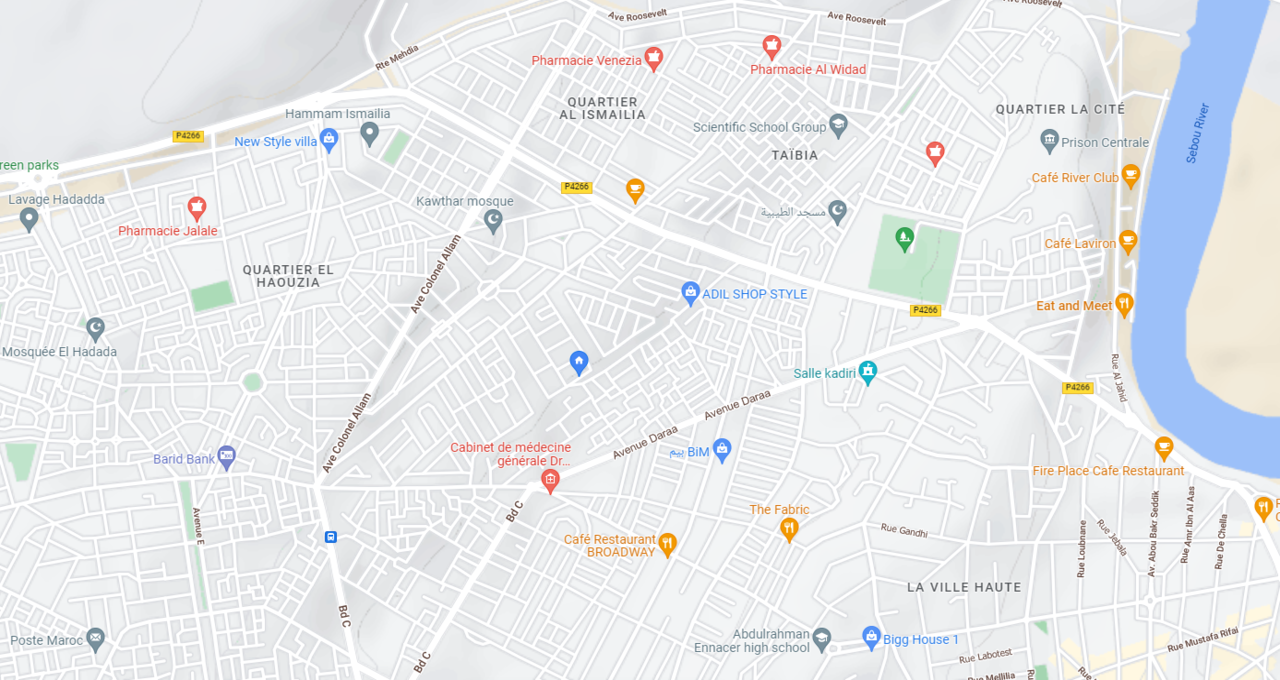 Ave Roosevelt
Ave Roosevelt
Ave Roosevelt
Rte Mehdia
Pharmacie Venezia
Pharmacie Al Widad
QUARTIER
AL ISMAILIA
QUARTIER LA CITÉ
Hammam Ismailia
Sebou River
New Style villa
P4266
Scientific School Group
Prison Centrale
TAÏBIA
reen parks
Café River Club
P4266
Lavage Hadadda
Kawthar mosque
مسجد الطيبية
Pharmacie Jalale
Café Laviron
QUARTIER EL
HAOUZIA
Ave Colonel Allam
ADIL SHOP STYLE
Eat and Meet
P4266
Mosquée El Hadada
Salle kadiri
Rue Al Jahid
P4266
Avenue Daraa
Ave Colonel Allam
Avenue Daraa
Cabinet de médecine
générale Dr...
بيم BiM
Barid Bank
Fire Place Cafe Restaurant
The Fabric
Bd C
Avenue E
Rue Gandhi
Café Restaurant
BROADWAY
Rue Loubnane
Rue Jebala
Av. Abou Bakr Seddik
Rue Amr Ibn Al Aas
Rue De Chella
LA VILLE HAUTE
Bd C
Poste Maroc
Abdulrahman
Ennacer high school
Bigg House 1
Rue Mustafa Rifai
Bd C
Rue Labotest
Rue Mellilia